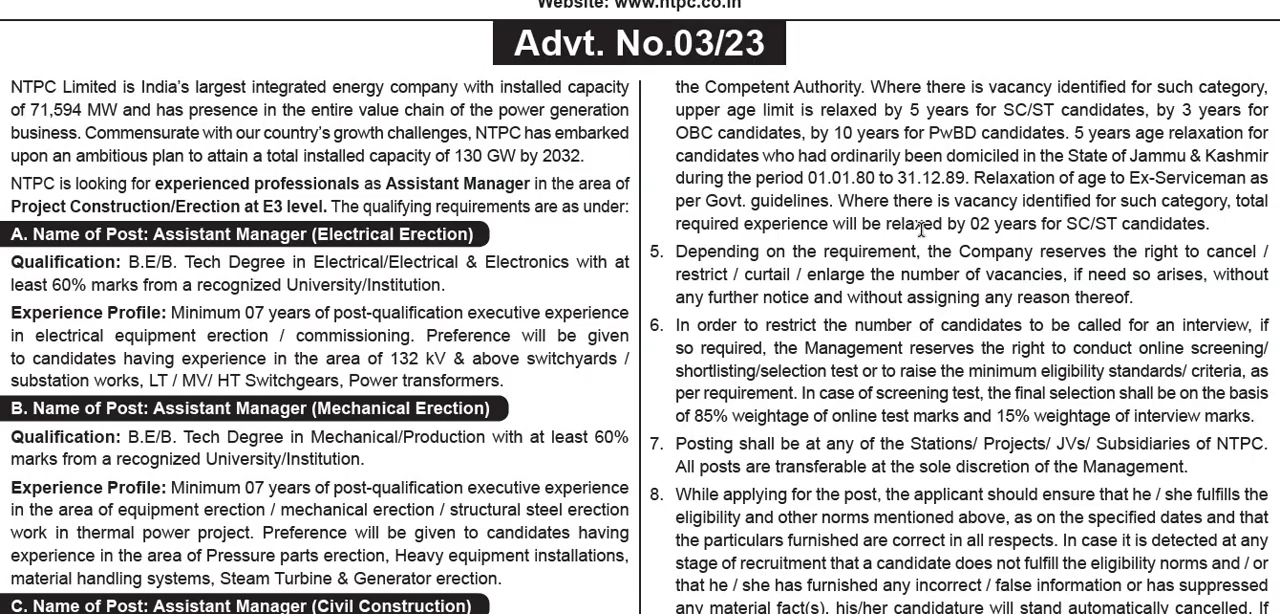 Website: www.ntpc.co.in
Advt. No.03/23
NTPC Limited is India's largest integrated energy company with installed capacity
of 71,594 MW and has presence in the entire value chain of the power generation
business. Commensurate with our country's growth challenges, NTPC has embarked
upon an ambitious plan to attain a total installed capacity of 130 GW by 2032.
NTPC is looking for experienced professionals as Assistant Manager in the area of
Project Construction/Erection at E3 level. The qualifying requirements are as under:
A. Name of Post: Assistant Manager (Electrical Erection)
Qualification: B.E/B. Tech Degree in Electrical/Electrical & Electronics with at
least 60% marks from a recognized University/Institution.
Experience Profile: Minimum 07 years of post-qualification executive experience
in electrical equipment erection / commissioning. Preference will be given
to candidates having experience in the area of 132 kV & above switchyards /
substation works, LT / MV/ HT Switchgears, Power transformers.
B. Name of Post: Assistant Manager (Mechanical Erection)
Qualification: B.E/B. Tech Degree in Mechanical/Production with at least 60%
marks from a recognized University/Institution.
Experience Profile: Minimum 07 years of post-qualification executive experience
in the area of equipment erection / mechanical erection / structural steel erection
work in thermal power project. Preference will be given to candidates having
experience in the area of Pressure parts erection, Heavy equipment installations,
material handling systems, Steam Turbine & Generator erection.
C. Name of Post: Assistant Manager (Civil Construction)
the Competent Authority. Where there is vacancy identified for such category,
upper age limit is relaxed by 5 years for SC/ST candidates, by 3 years for
OBC candidates, by 10 years for PwBD candidates. 5 years age relaxation for
candidates who had ordinarily been domiciled in the State of Jammu & Kashmir
during the period 01.01.80 to 31.12.89. Relaxation of age to Ex-Serviceman as
per Govt. guidelines. Where there is vacancy identified for such category, total
required experience will be relaxed by 02 years for SC/ST candidates.
5. Depending on the requirement, the Company reserves the right to cancel /
restrict / curtail / enlarge the number of vacancies, if need so arises, without
any further notice and without assigning any reason thereof.
6. In order to restrict the number of candidates to be called for an interview, if
so required, the Management reserves the right to conduct online screening/
shortlisting/selection test or to raise the minimum eligibility standards/ criteria, as
per requirement. In case of screening test, the final selection shall be on the basis
of 85% weightage of online test marks and 15% weightage of interview marks.
7. Posting shall be at any of the Stations/ Projects/ JVs/ Subsidiaries of NTPC.
All posts are transferable at the sole discretion of the Management.
8. While applying for the post, the applicant should ensure that he / she fulfills the
eligibility and other norms mentioned above, as on the specified dates and that
the particulars furnished are correct in all respects. In case it is detected at any
stage of recruitment that a candidate does not fulfill the eligibility norms and / or
that he / she has furnished any incorrect / false information or has suppressed
any material fact(s), his/her candidature will stand automatically cancelled. If